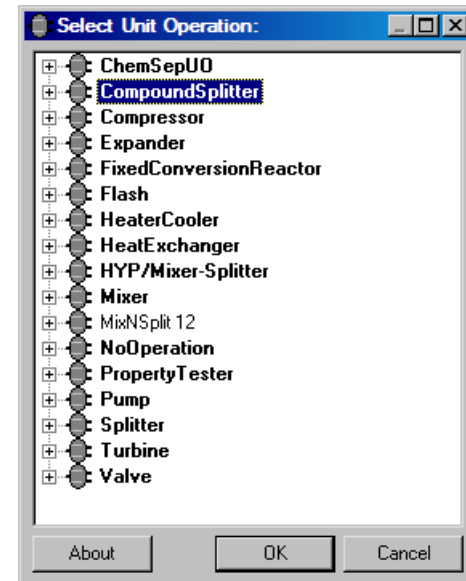 Select Unit Operation:
ChemSepUO
CompoundSplitter
Compressor
Expander
FixedConversionReactor
Flash
HeaterCooler
HeatExchanger
HYP/Mixer-Splitter
Mixer
MixNSplit 12
NoOperation
PropertyTester
Pump
Splitter
Turbine
Valve
About OK Cancel